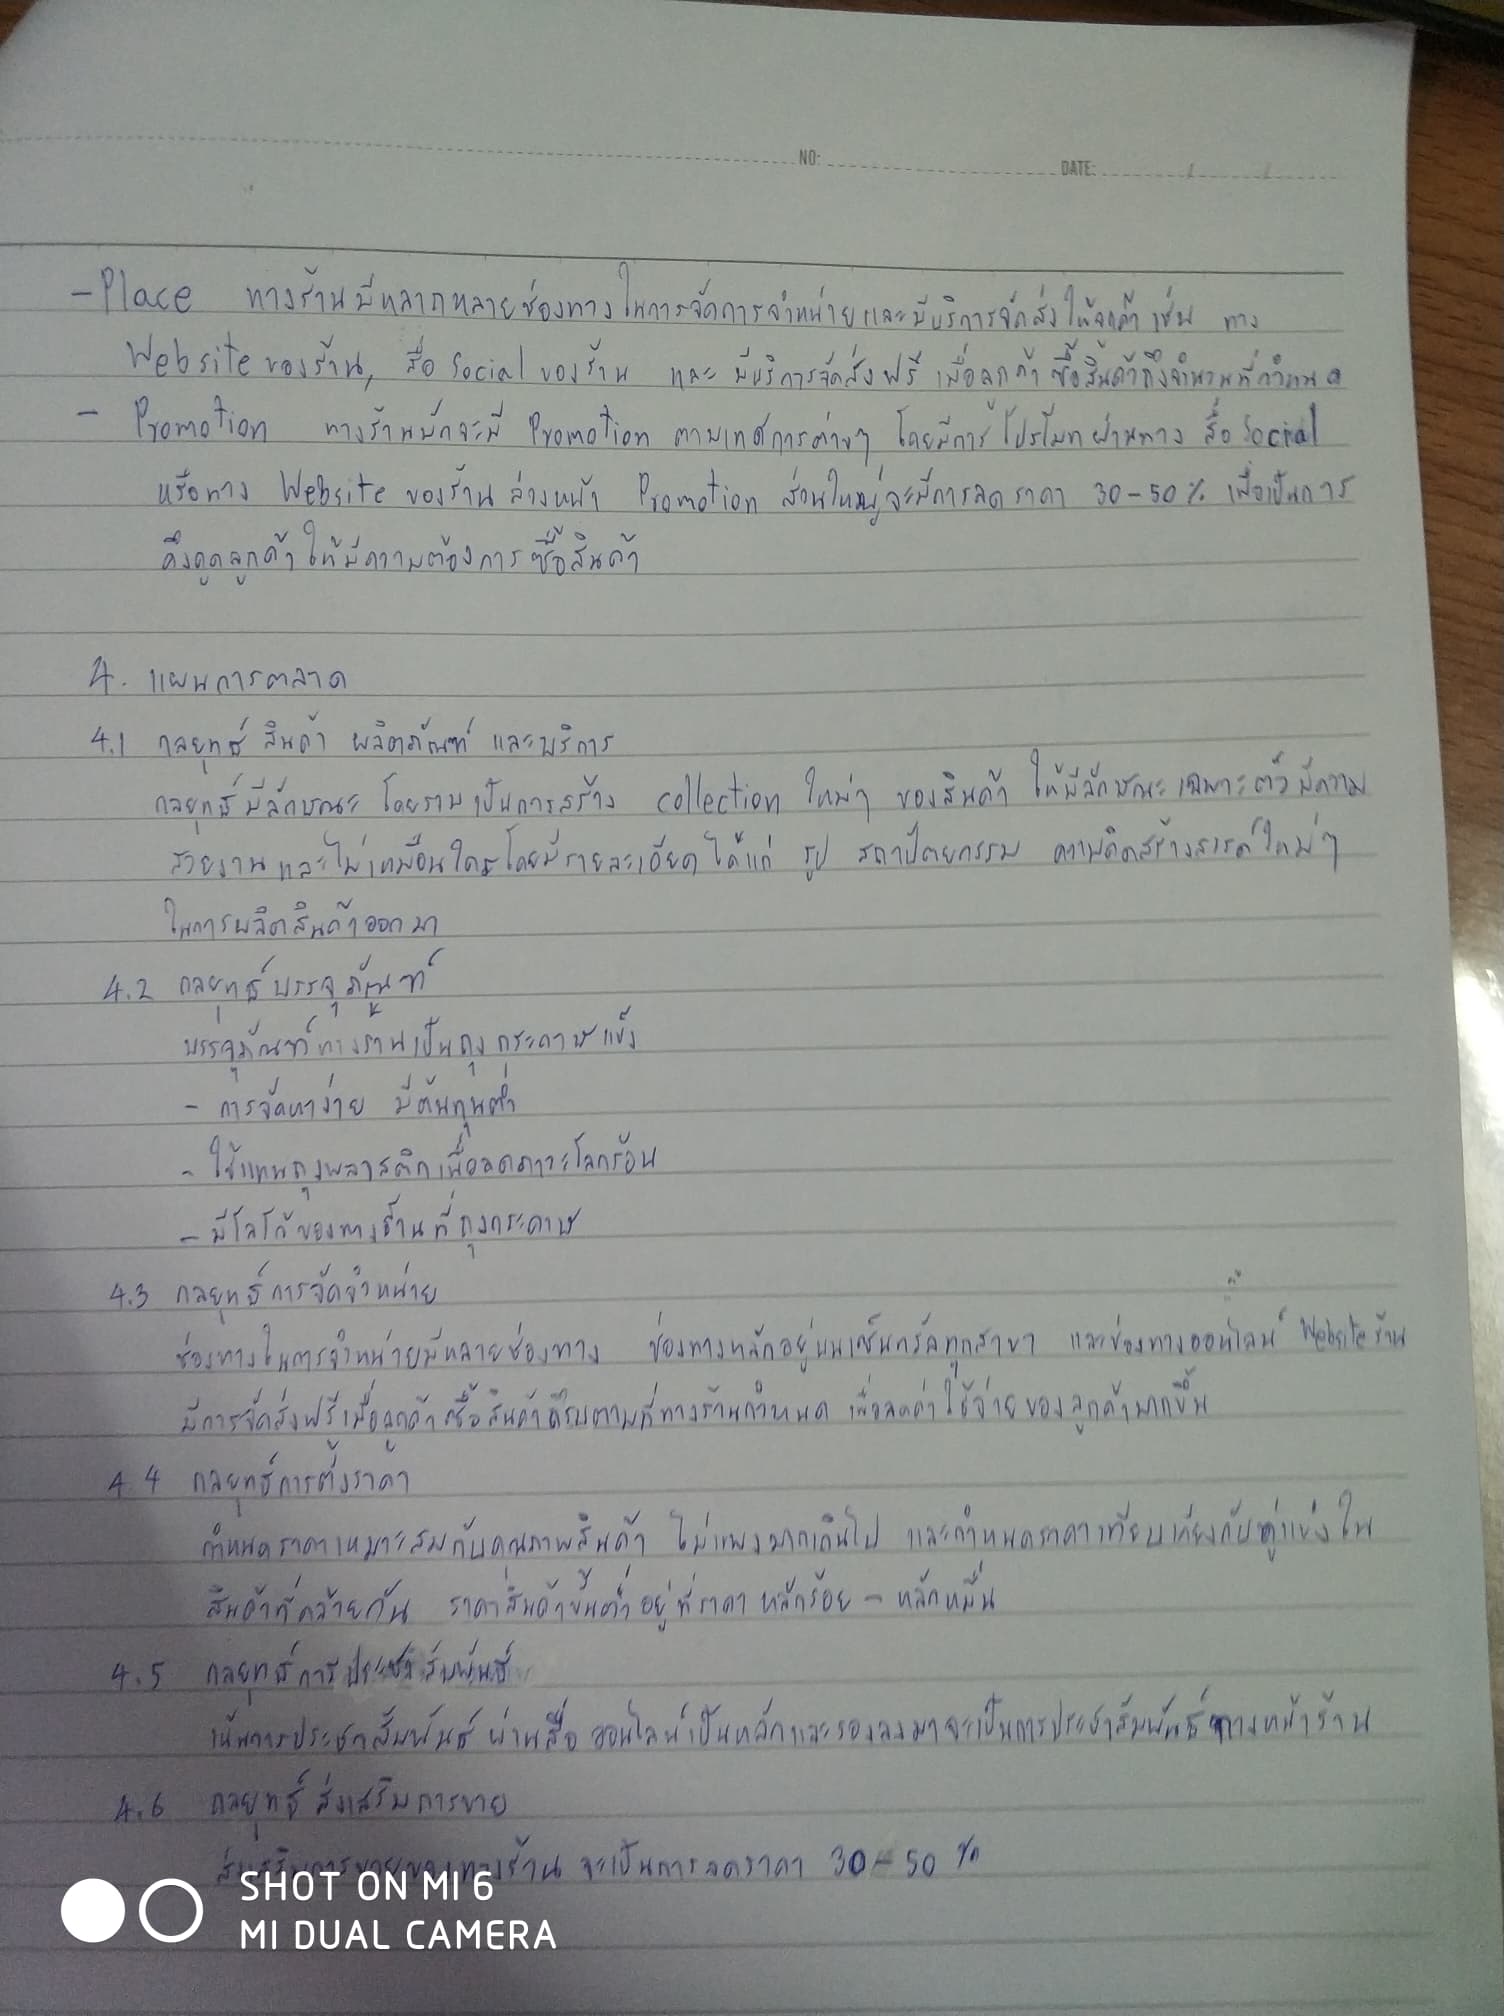 NO: DATE: / /
- Place ทางร้านมีหลากหลายช่องทางในการจัดการจำหน่ายและมีบริการจัดส่งให้ลูกค้า เช่น ทาง
Website ของร้าน, สื่อ Social ของร้าน และ มีบริการจัดส่งฟรี เมื่อลูกค้า ซื้อสินค้าถึงจำนวนที่กำหนด
- Promotion ทางร้านมักจะมี Promotion ตามเทศการต่างๆ โดยมีการโปรโมทผ่านทาง สื่อ Social
หรือทาง Website ของร้าน ล่วงหน้า Promotion ส่วนใหญ่จะมีการลดราคา 30-50% เพื่อเป็นการ
ดึงดูดลูกค้า ให้มีความต้องการซื้อสินค้า
4. แผนการตลาด
4.1 กลยุทธ์ สินค้า ผลิตภัณฑ์ และบริการ
กลยุทธ์มีลักษณะ โดยรวมเป็นการสร้าง collection ใหม่ๆ ของสินค้า ให้มีลักษณะเฉพาะตัว มีความ
สวยงามและไม่เหมือนใครโดยมีรายละเอียด ได้แก่ รูป สถาปัตยกรรม ความคิดสร้างสรรค์ใหม่ๆ
ในการผลิตสินค้าออกมา
4.2 กลยุทธ์บรรจุภัณฑ์
บรรจุภัณฑ์ทางร้านเป็นถุงกระดาษแข็ง
- การจัดหาง่าย มีต้นทุนต่ำ
- ใช้แทนถุงพลาสติกเพื่อลดภาวะโลกร้อน
- มีโลโก้ของทางร้านที่ถุงกระดาษ
4.3 กลยุทธ์การจัดจำหน่าย
ช่องทางในการจำหน่ายมีหลายช่องทาง ช่องทางหลักอยู่บนเซ็นทรัลทุกสาขา และช่องทางออนไลน์ Website ร้าน
มีการจัดส่งฟรีเมื่อลูกค้า ซื้อสินค้าครบตามที่ทางร้านกำหนด เพื่อลดค่าใช้จ่ายของลูกค้ามากขึ้น
4.4 กลยุทธ์การตั้งราคา
กำหนดราคาเหมาะสมกับคุณภาพสินค้า ไม่แพงมากเกินไป และกำหนดราคาเทียบเคียงกับคู่แข่งใน
สินค้าที่คล้ายกัน ราคาสินค้าขั้นต่ำอยู่ที่ราคา หลักร้อย - หลักหมื่น
4.5 กลยุทธ์การประชาสัมพันธ์
เน้นการประชาสัมพันธ์ ผ่านสื่อ ออนไลน์เป็นหลักและรองลงมาจะเป็นการประชาสัมพันธ์ทางหน้าร้าน
4.6 กลยุทธ์ส่งเสริมการขาย
ส่งเสริมการขายของทางร้าน จะเป็นการลดราคา 30-50 %
SHOT ON MI 6
MI DUAL CAMERA